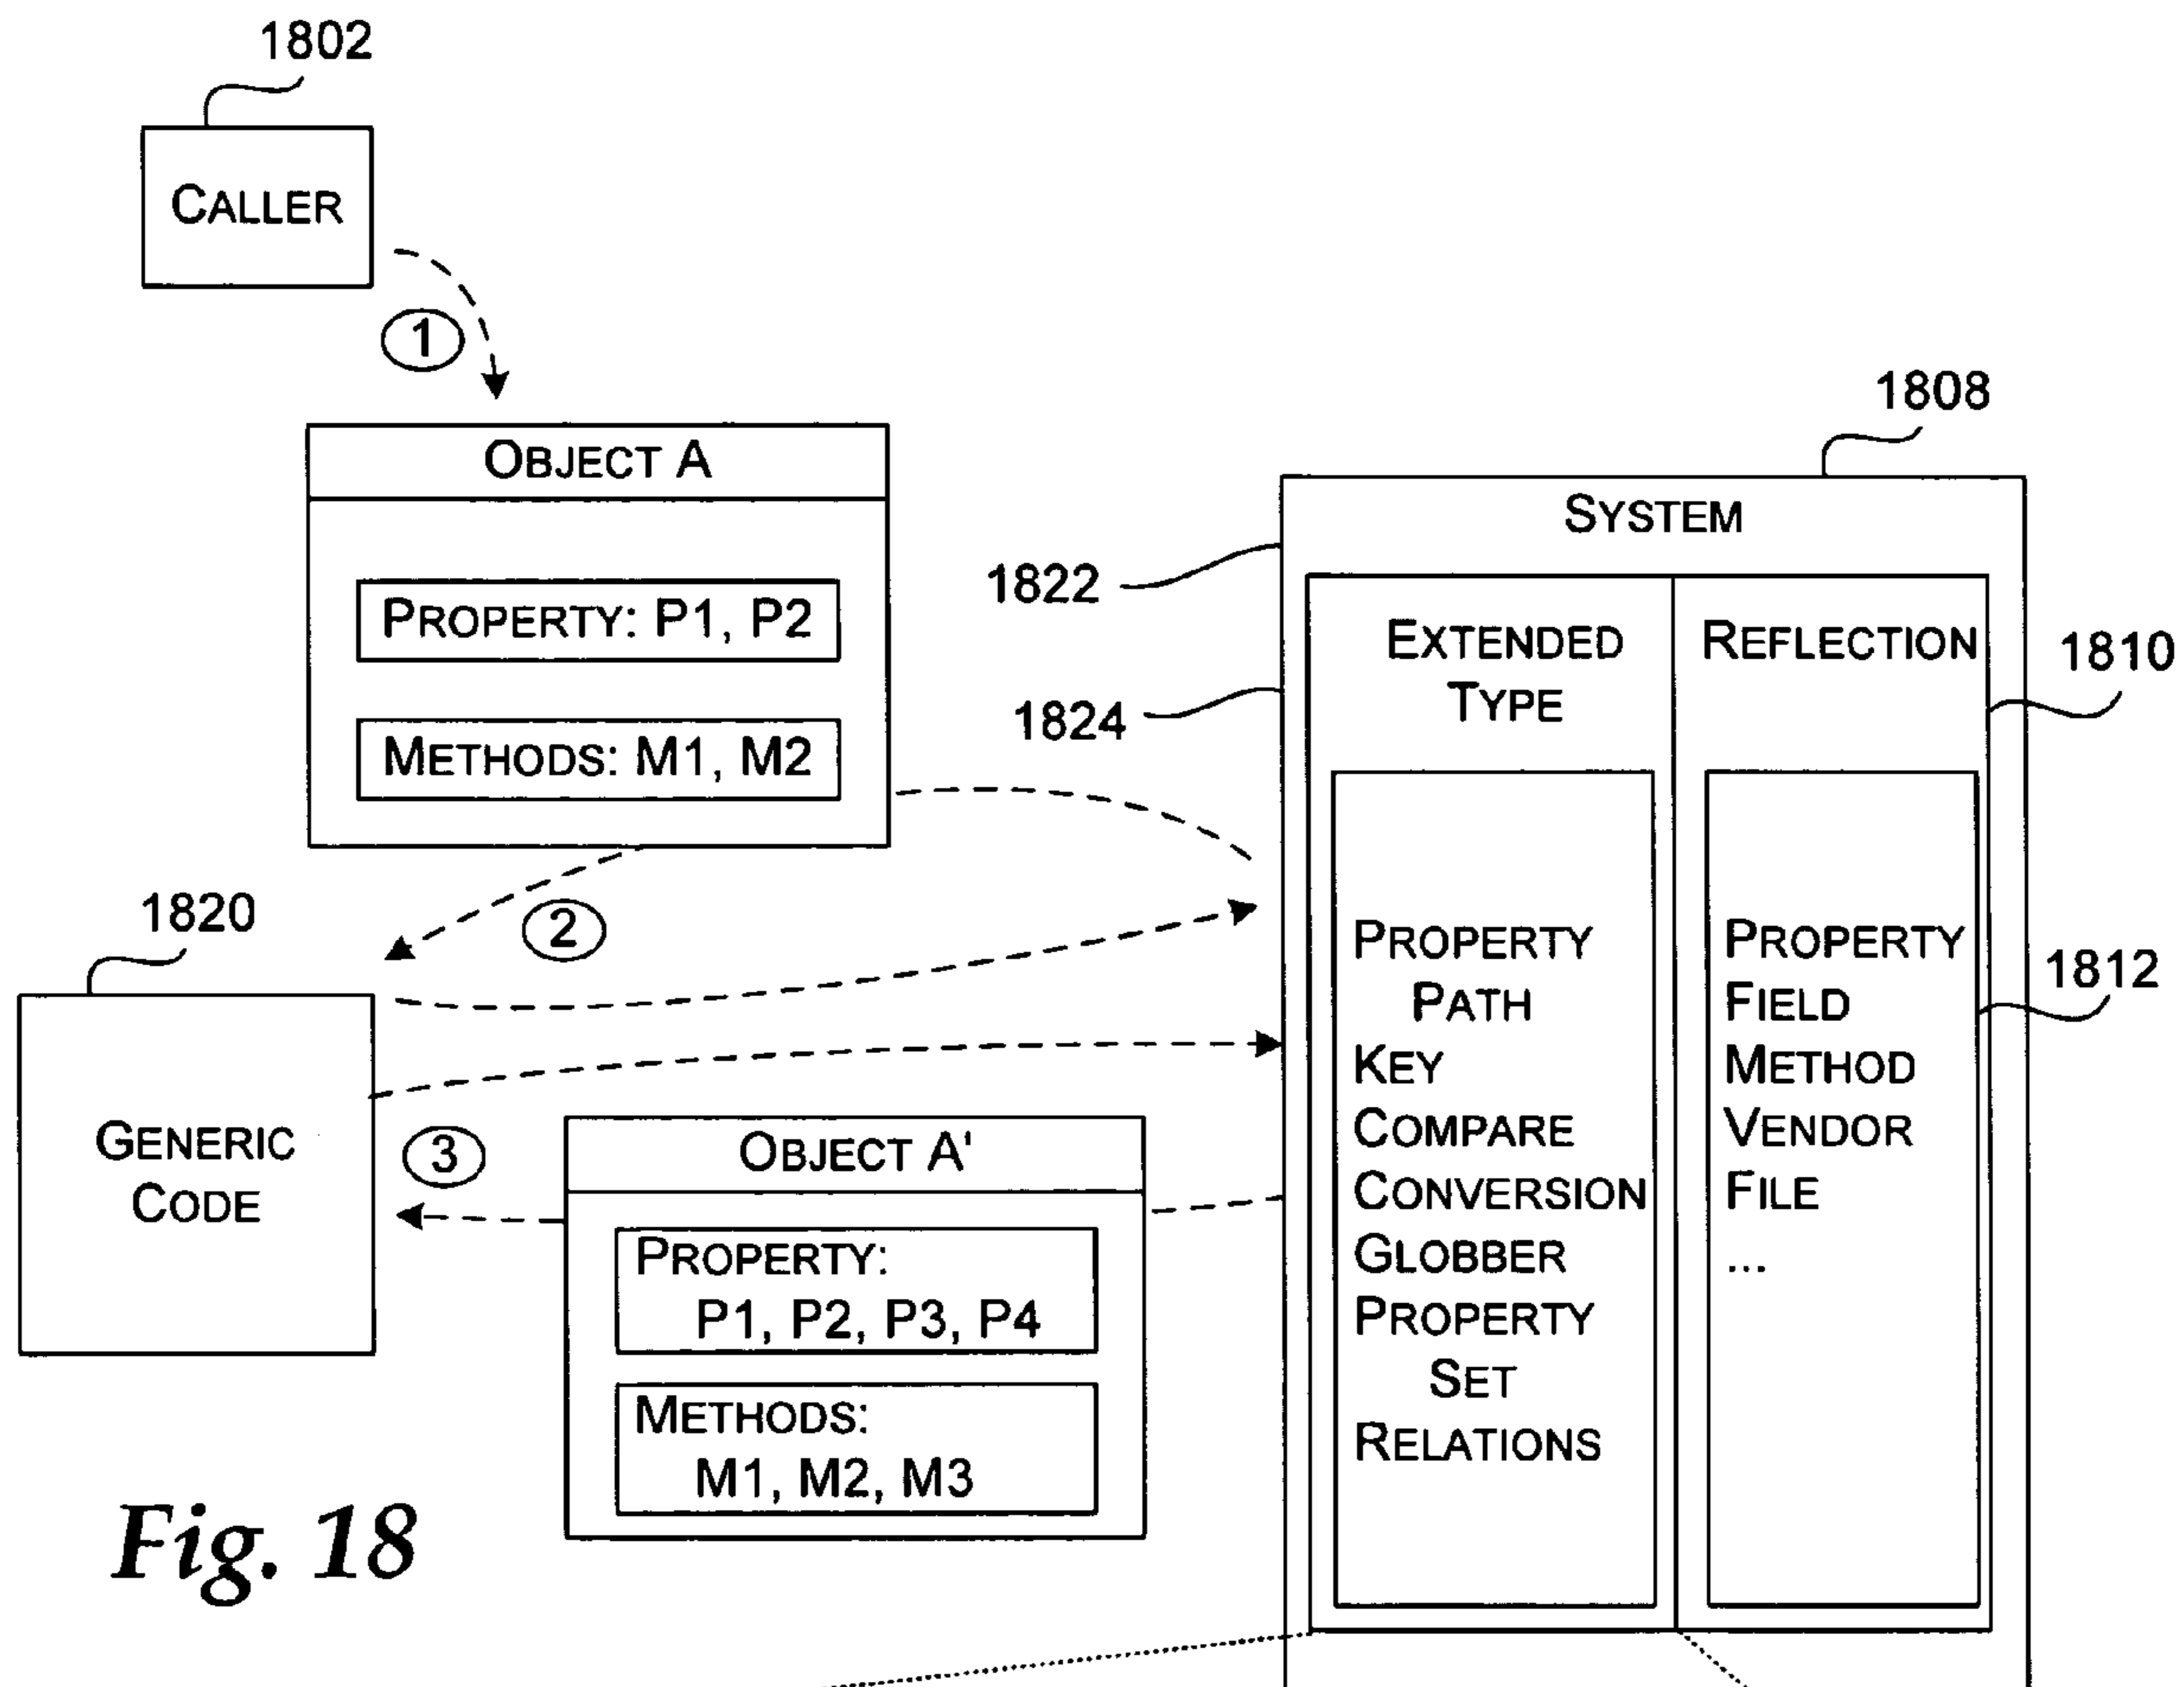 1802
CALLER
1
OBJECT A
PROPERTY: P1, P2
METHODS: M1, M2
2
1820
GENERIC
CODE
3
OBJECT A'
PROPERTY:
P1, P2, P3, P4
METHODS:
M1, M2, M3
1808
SYSTEM
1822
1824
EXTENDED
TYPE
PROPERTY
PATH
KEY
COMPARE
CONVERSION
GLOBBER
PROPERTY
SET
RELATIONS
REFLECTION
1810
PROPERTY
FIELD
METHOD
VENDOR
FILE
...
1812
Fig. 18